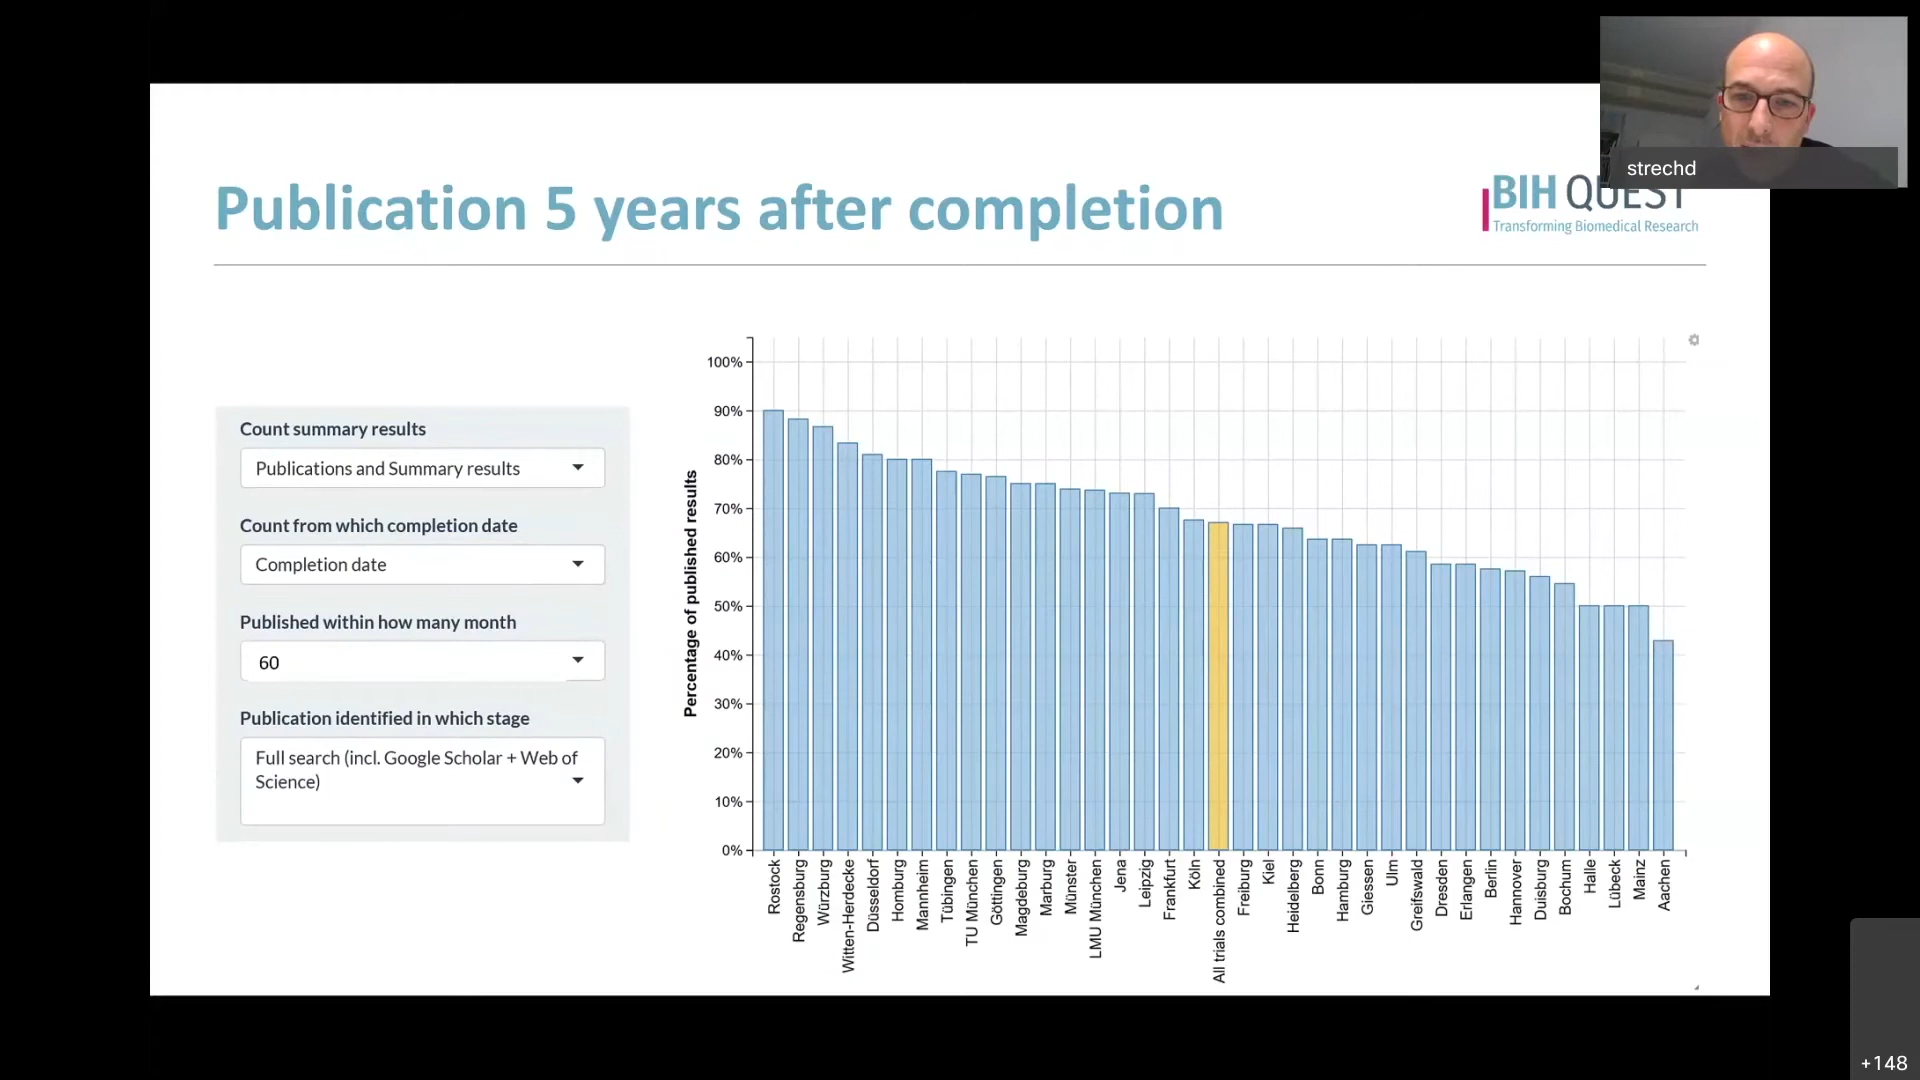 strechd
Publication 5 years after completion
BIH QUEST
Transforming Biomedical Research
Count summary results
Publications and Summary results
Count from which completion date
Completion date
Published within how many month
60
Publication identified in which stage
Full search (incl. Google Scholar + Web of
Science)
Percentage of published results
100%
90%
80%
70%
60%
50%
40%
30%
20%
10%
0%
Rostock
Regensburg
Würzburg
Witten-Herdecke
Düsseldorf
Homburg
Mannheim
Tübingen
TU München
Göttingen
Magdeburg
Marburg
Münster
LMU München
Jena
Leipzig
Frankfurt
Köln
All trials combined
Freiburg
Kiel
Heidelberg
Bonn
Hamburg
Giessen
Ulm
Greifswald
Dresden
Erlangen
Berlin
Hannover
Duisburg
Bochum
Halle
Lübeck
Mainz
Aachen
+148